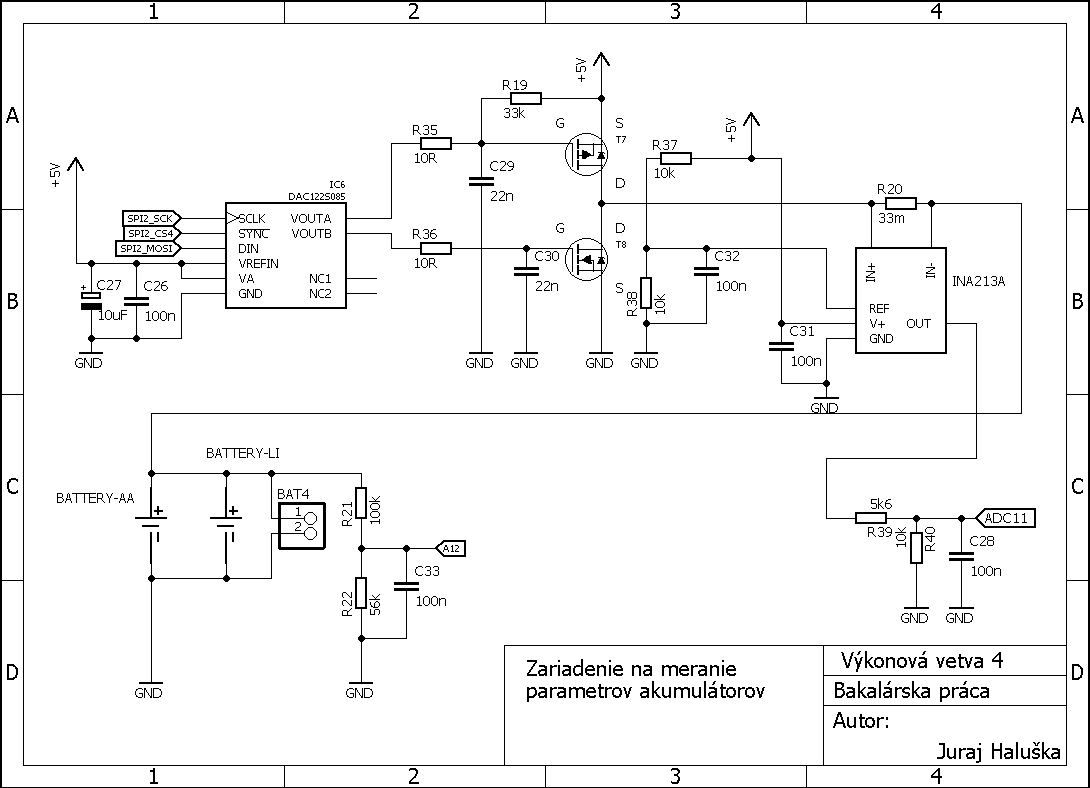 1 2 3 4
A A
+5V
R19
33k
G S
T7
R35
10R
+5V
R37
10k
C29
22n
D
+5V
IC6
DAC122S085
R20
33m
SPI2_SCK
SPI2_CS4
SPI2_MOSI
SCLK VOUTA
SYNC VOUTB
DIN
VREFIN
VA NC1
GND NC2
R36
10R
G D
T8
S
C30
22n
C32
100n
IN+ IN-
INA213A
B B
C27
10uF
C26
100n
R38
10k
REF
V+ OUT
GND
C31
100n
GND GND GND GND GND
GND
BATTERY-LI
C C
BATTERY-AA
+ +
BAT4
1
2
R21
100k
5k6
R39
10k
R40
ADC11
C28
100n
A12
C33
100n
R22
56k
GND GND
D D
GND GND
Zariadenie na meranie
parametrov akumulátorov
Výkonová vetva 4
Bakalárska práca
Autor:
Juraj Haluška
1 2 3 4